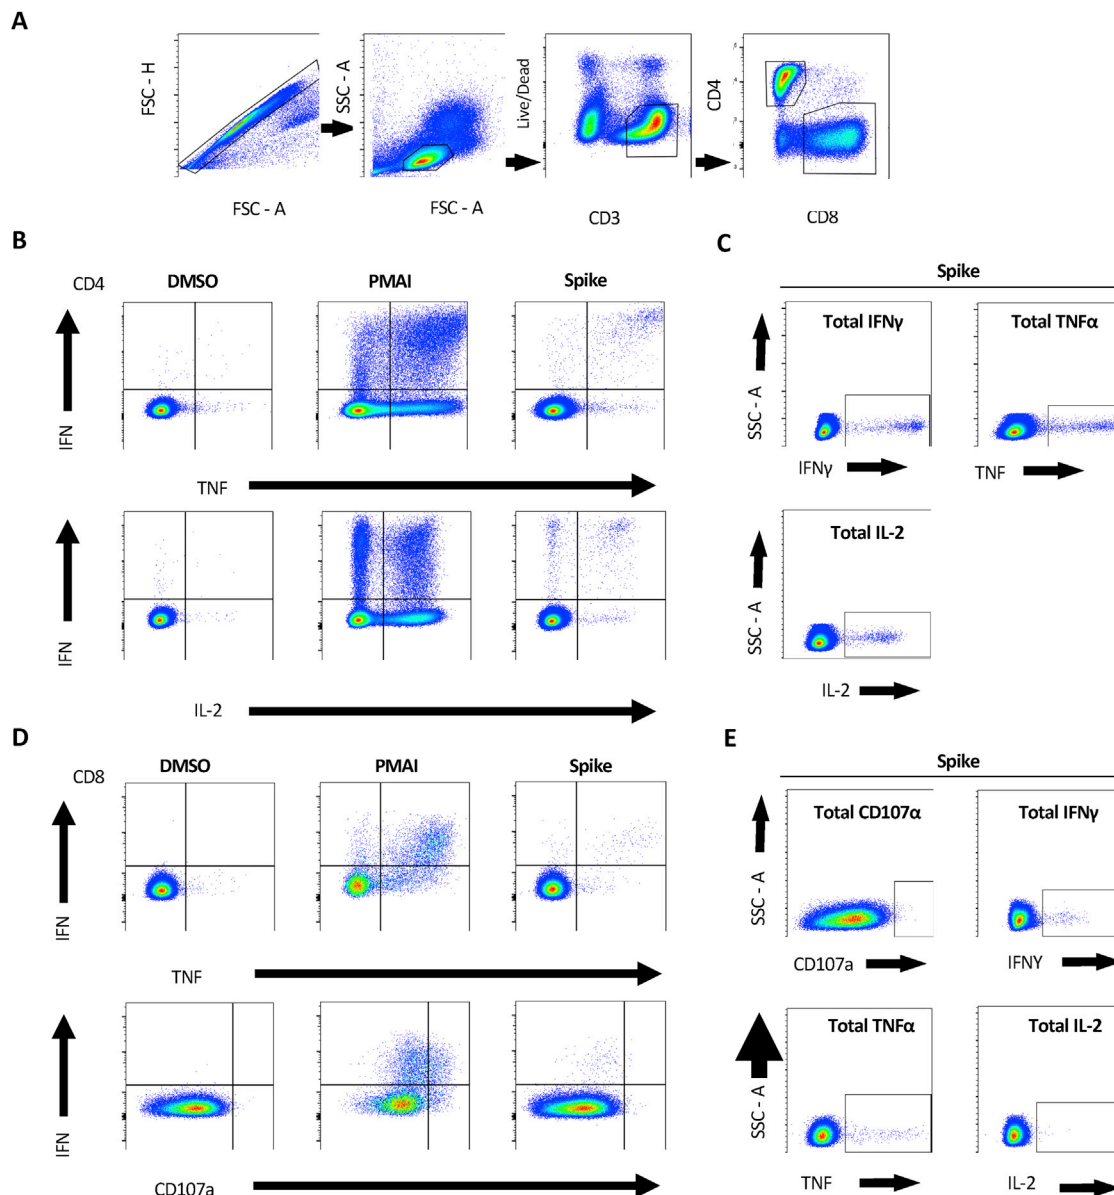 A
FSC - H
FSC - A
SSC - A
FSC - A
Live/Dead
CD3
CD4
CD8
B
CD4
DMSO
PMAI
Spike
IFN
TNF
IFN
IL-2
C
Spike
Total IFNγ
Total TNFα
SSC - A
IFNγ
TNF
Total IL-2
SSC - A
IL-2
D
CD8
DMSO
PMAI
Spike
IFN
TNF
IFN
CD107a
E
Spike
Total CD107α
Total IFNγ
SSC - A
CD107a
IFNY
Total TNFα
Total IL-2
SSC - A
TNF
IL-2